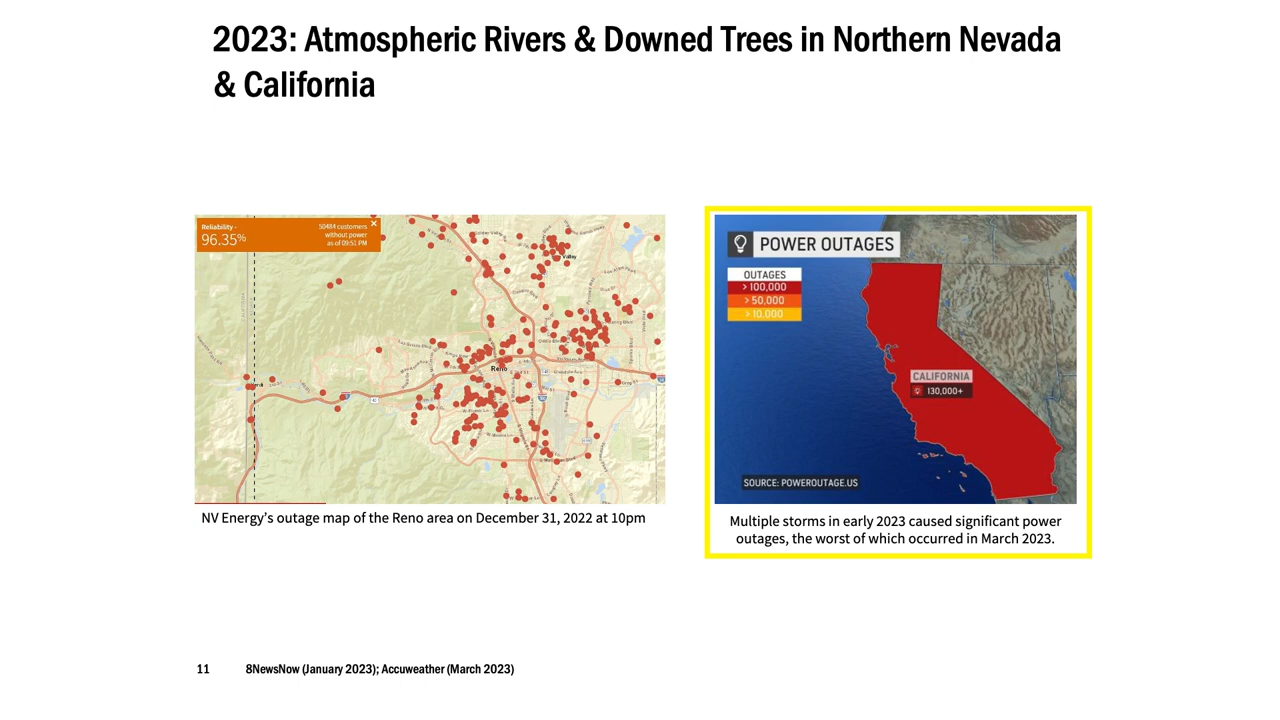 2023: Atmospheric Rivers & Downed Trees in Northern Nevada
& California
Reliability -
96.35%
50484 customers
without power
as of 09:51 PM
Valley
Reno
Verdi
NV Energy's outage map of the Reno area on December 31, 2022 at 10pm
POWER OUTAGES
OUTAGES
> 100,000
> 50,000
> 10,000
CALIFORNIA
130,000+
SOURCE: POWEROUTAGE.US
Multiple storms in early 2023 caused significant power
outages, the worst of which occurred in March 2023.
11
8NewsNow (January 2023); Accuweather (March 2023)